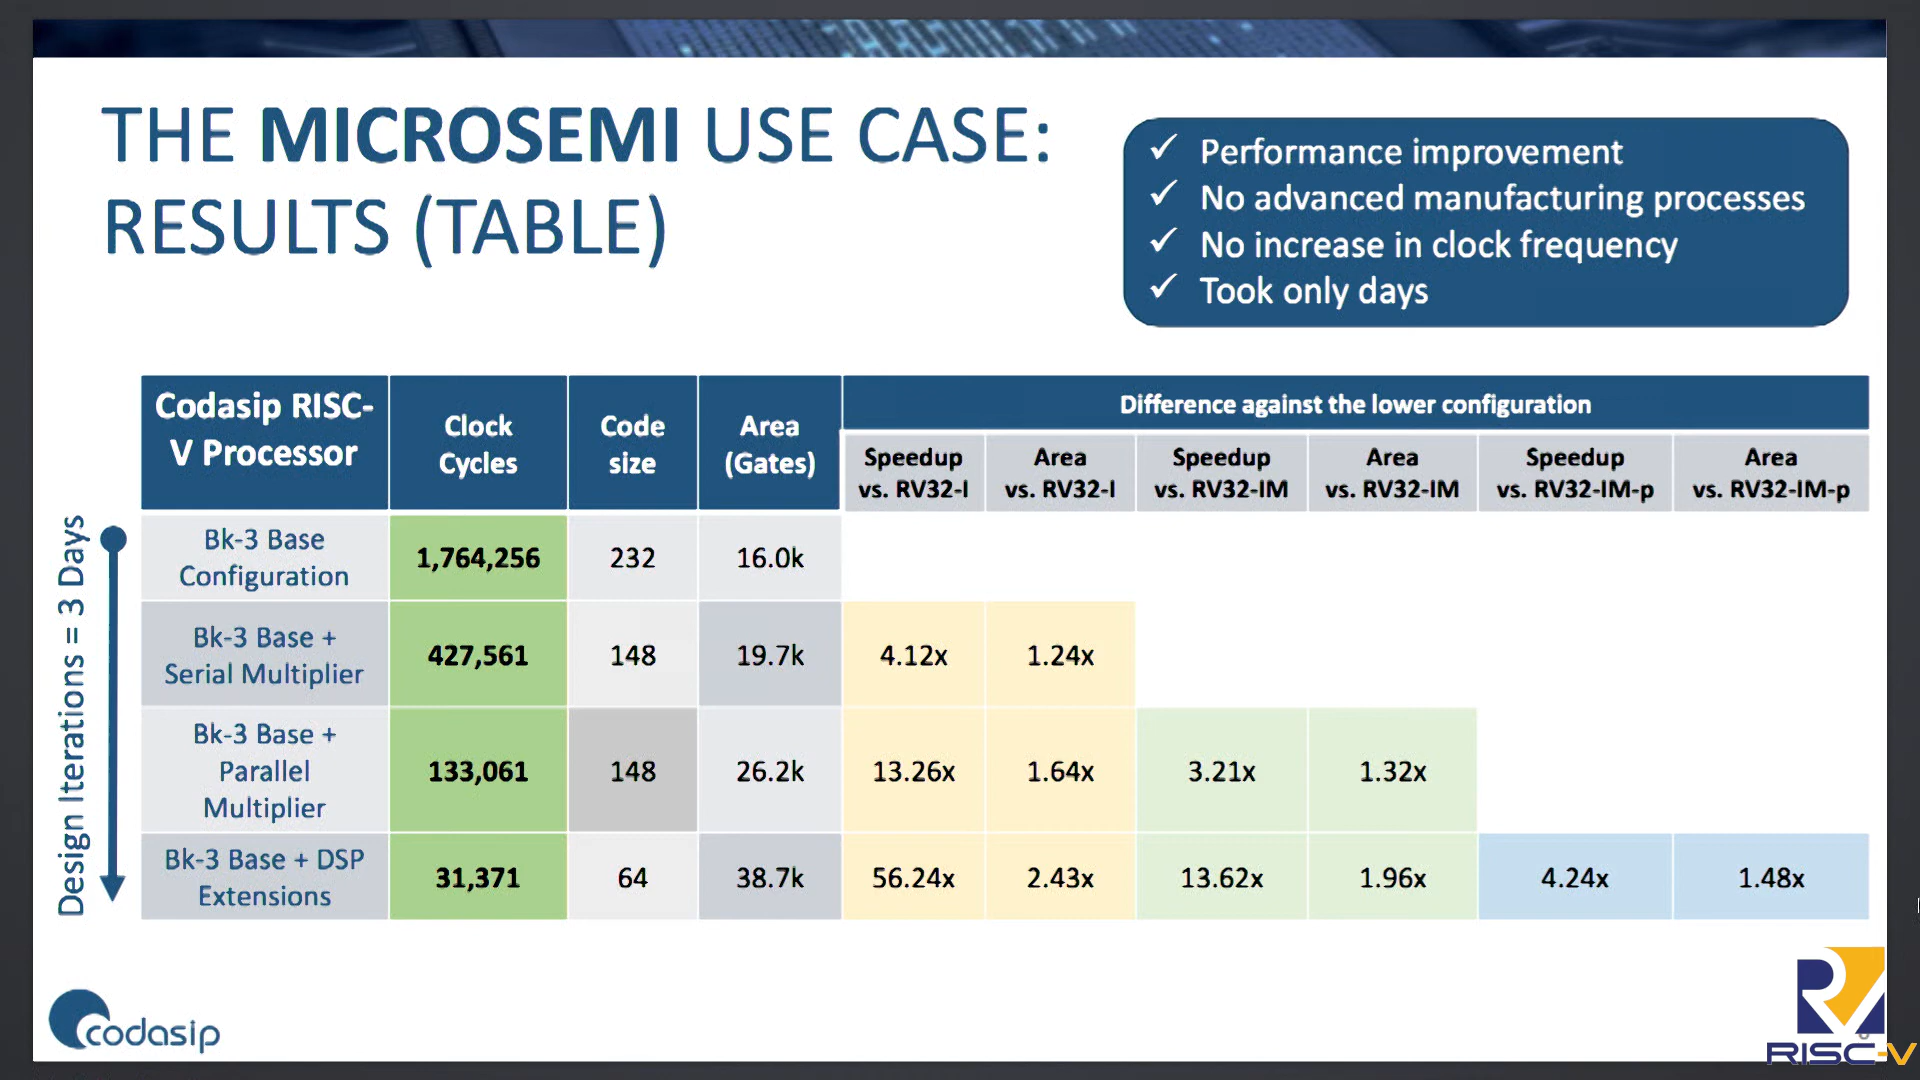 THE MICROSEMI USE CASE:
RESULTS (TABLE)
✓ Performance improvement
✓ No advanced manufacturing processes
✓ No increase in clock frequency
✓ Took only days
Codasip RISC-
V Processor
Clock
Cycles
Code
size
Area
(Gates)
Difference against the lower configuration
Speedup
vs. RV32-I
Area
vs. RV32-I
Speedup
vs. RV32-IM
Area
vs. RV32-IM
Speedup
vs. RV32-IM-p
Area
vs. RV32-IM-p
Design Iterations = 3 Days
Bk-3 Base
Configuration
1,764,256
232
16.0k
Bk-3 Base +
Serial Multiplier
427,561
148
19.7k
4.12x
1.24x
Bk-3 Base +
Parallel
Multiplier
133,061
148
26.2k
13.26x
1.64x
3.21x
1.32x
Bk-3 Base + DSP
Extensions
31,371
64
38.7k
56.24x
2.43x
13.62x
1.96x
4.24x
1.48x
codasip
RISC-V